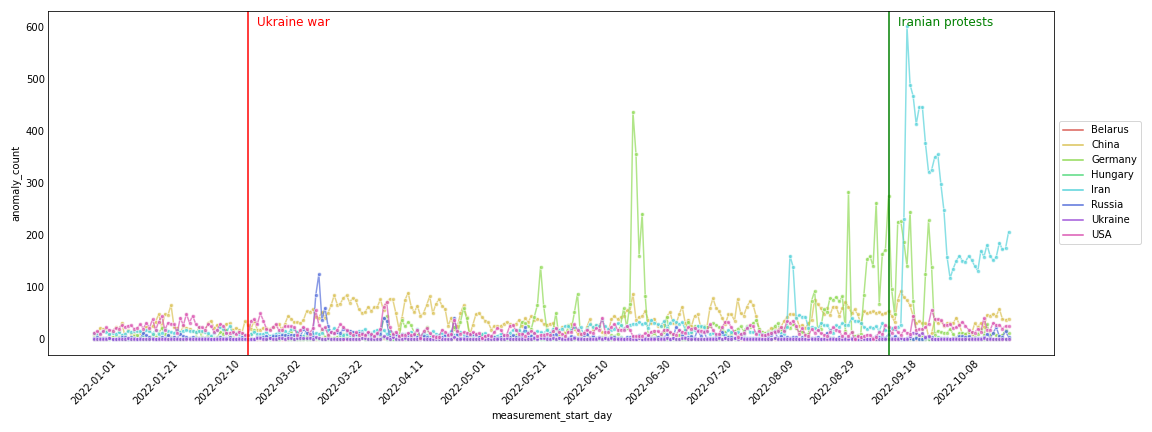 Ukraine war
Iranian protests
anomaly_count
600
500
400
300
200
100
0
2022-01-01
2022-01-21
2022-02-10
2022-03-02
2022-03-22
2022-04-11
2022-05-01
2022-05-21
2022-06-10
2022-06-30
2022-07-20
2022-08-09
2022-08-29
2022-09-18
2022-10-08
measurement_start_day
Belarus
China
Germany
Hungary
Iran
Russia
Ukraine
USA